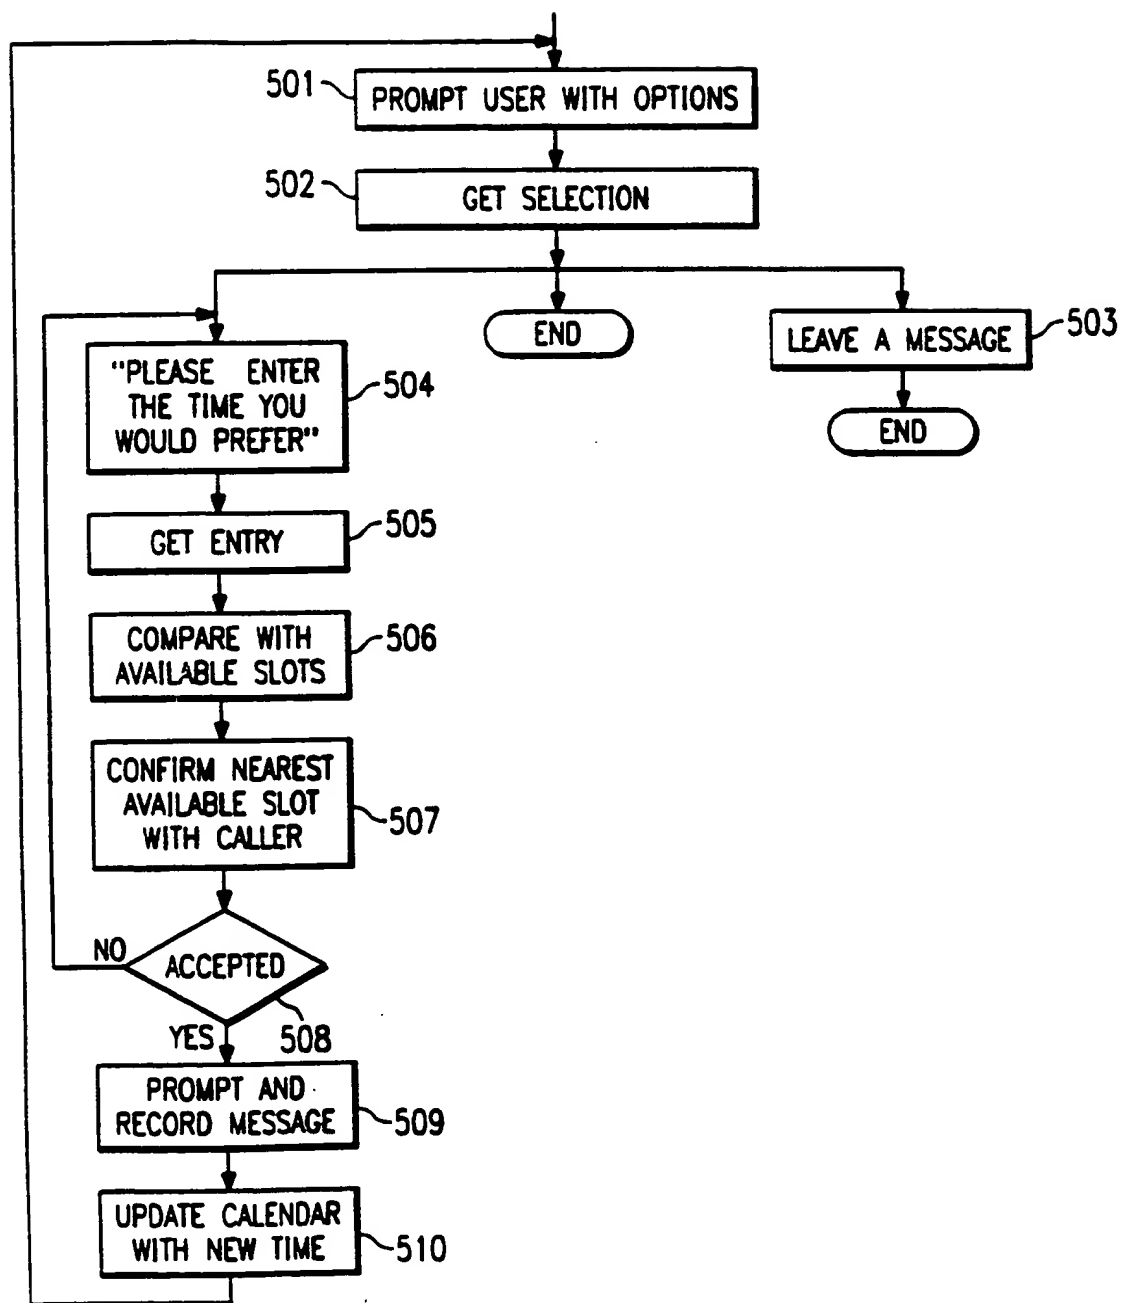 501
PROMPT USER WITH OPTIONS
502
GET SELECTION
END
LEAVE A MESSAGE
503
END
"PLEASE ENTER
THE TIME YOU
WOULD PREFER"
504
GET ENTRY
505
COMPARE WITH
AVAILABLE SLOTS
506
CONFIRM NEAREST
AVAILABLE SLOT
WITH CALLER
507
NO
ACCEPTED
508
YES
PROMPT AND
RECORD MESSAGE
509
UPDATE CALENDAR
WITH NEW TIME
510